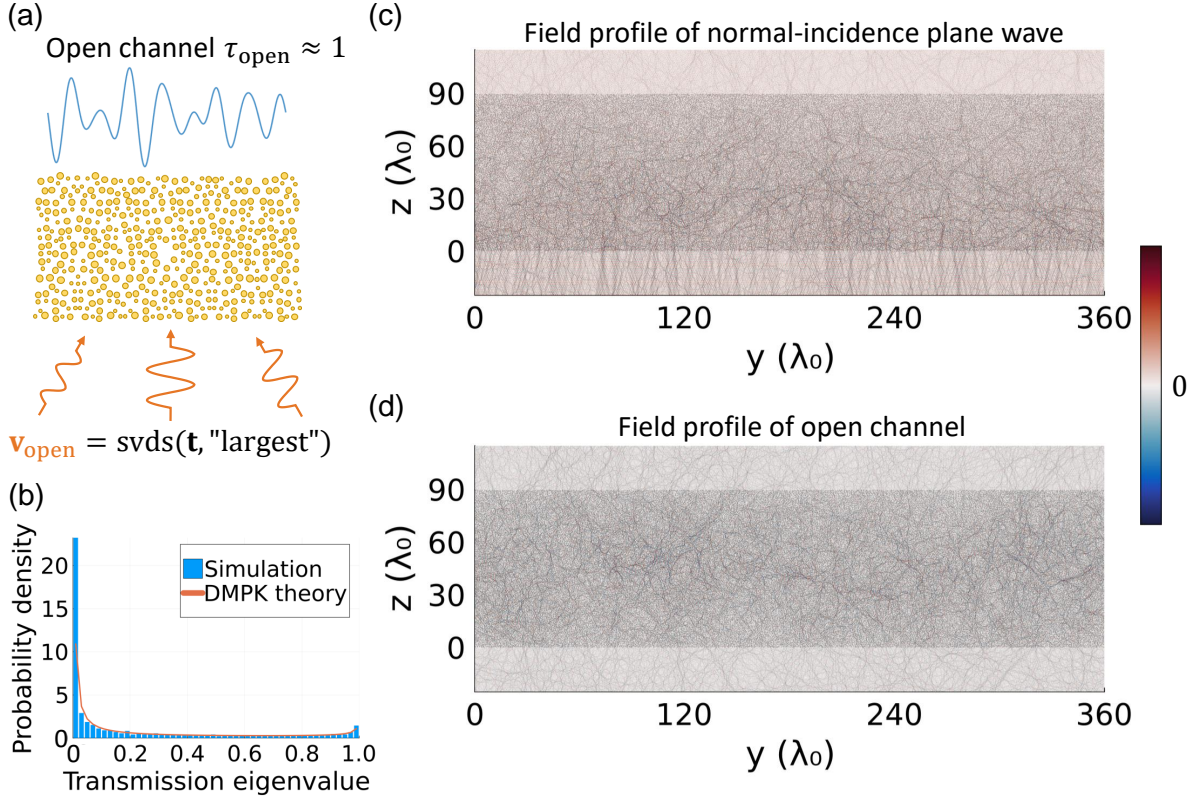 (a)
Open channel τopen ≈ 1
vopen = svds(t, "largest")
(b)
Probability density
20
15
10
5
0
Simulation
DMPK theory
0 0.2 0.4 0.6 0.8 1.0
Transmission eigenvalue
(c)
Field profile of normal-incidence plane wave
z (λ₀)
90
60
30
0
0 120 240 360
y (λ₀)
(d)
Field profile of open channel
z (λ₀)
90
60
30
0
0 120 240 360
y (λ₀)
0